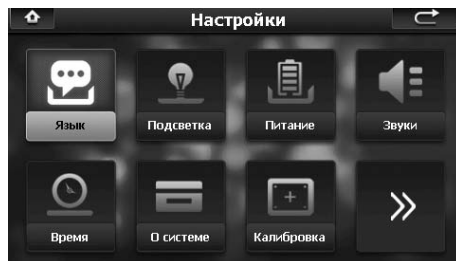 Настройки
Язык
Подсветка
Питание
Звуки
Время
О системе
Калибровка